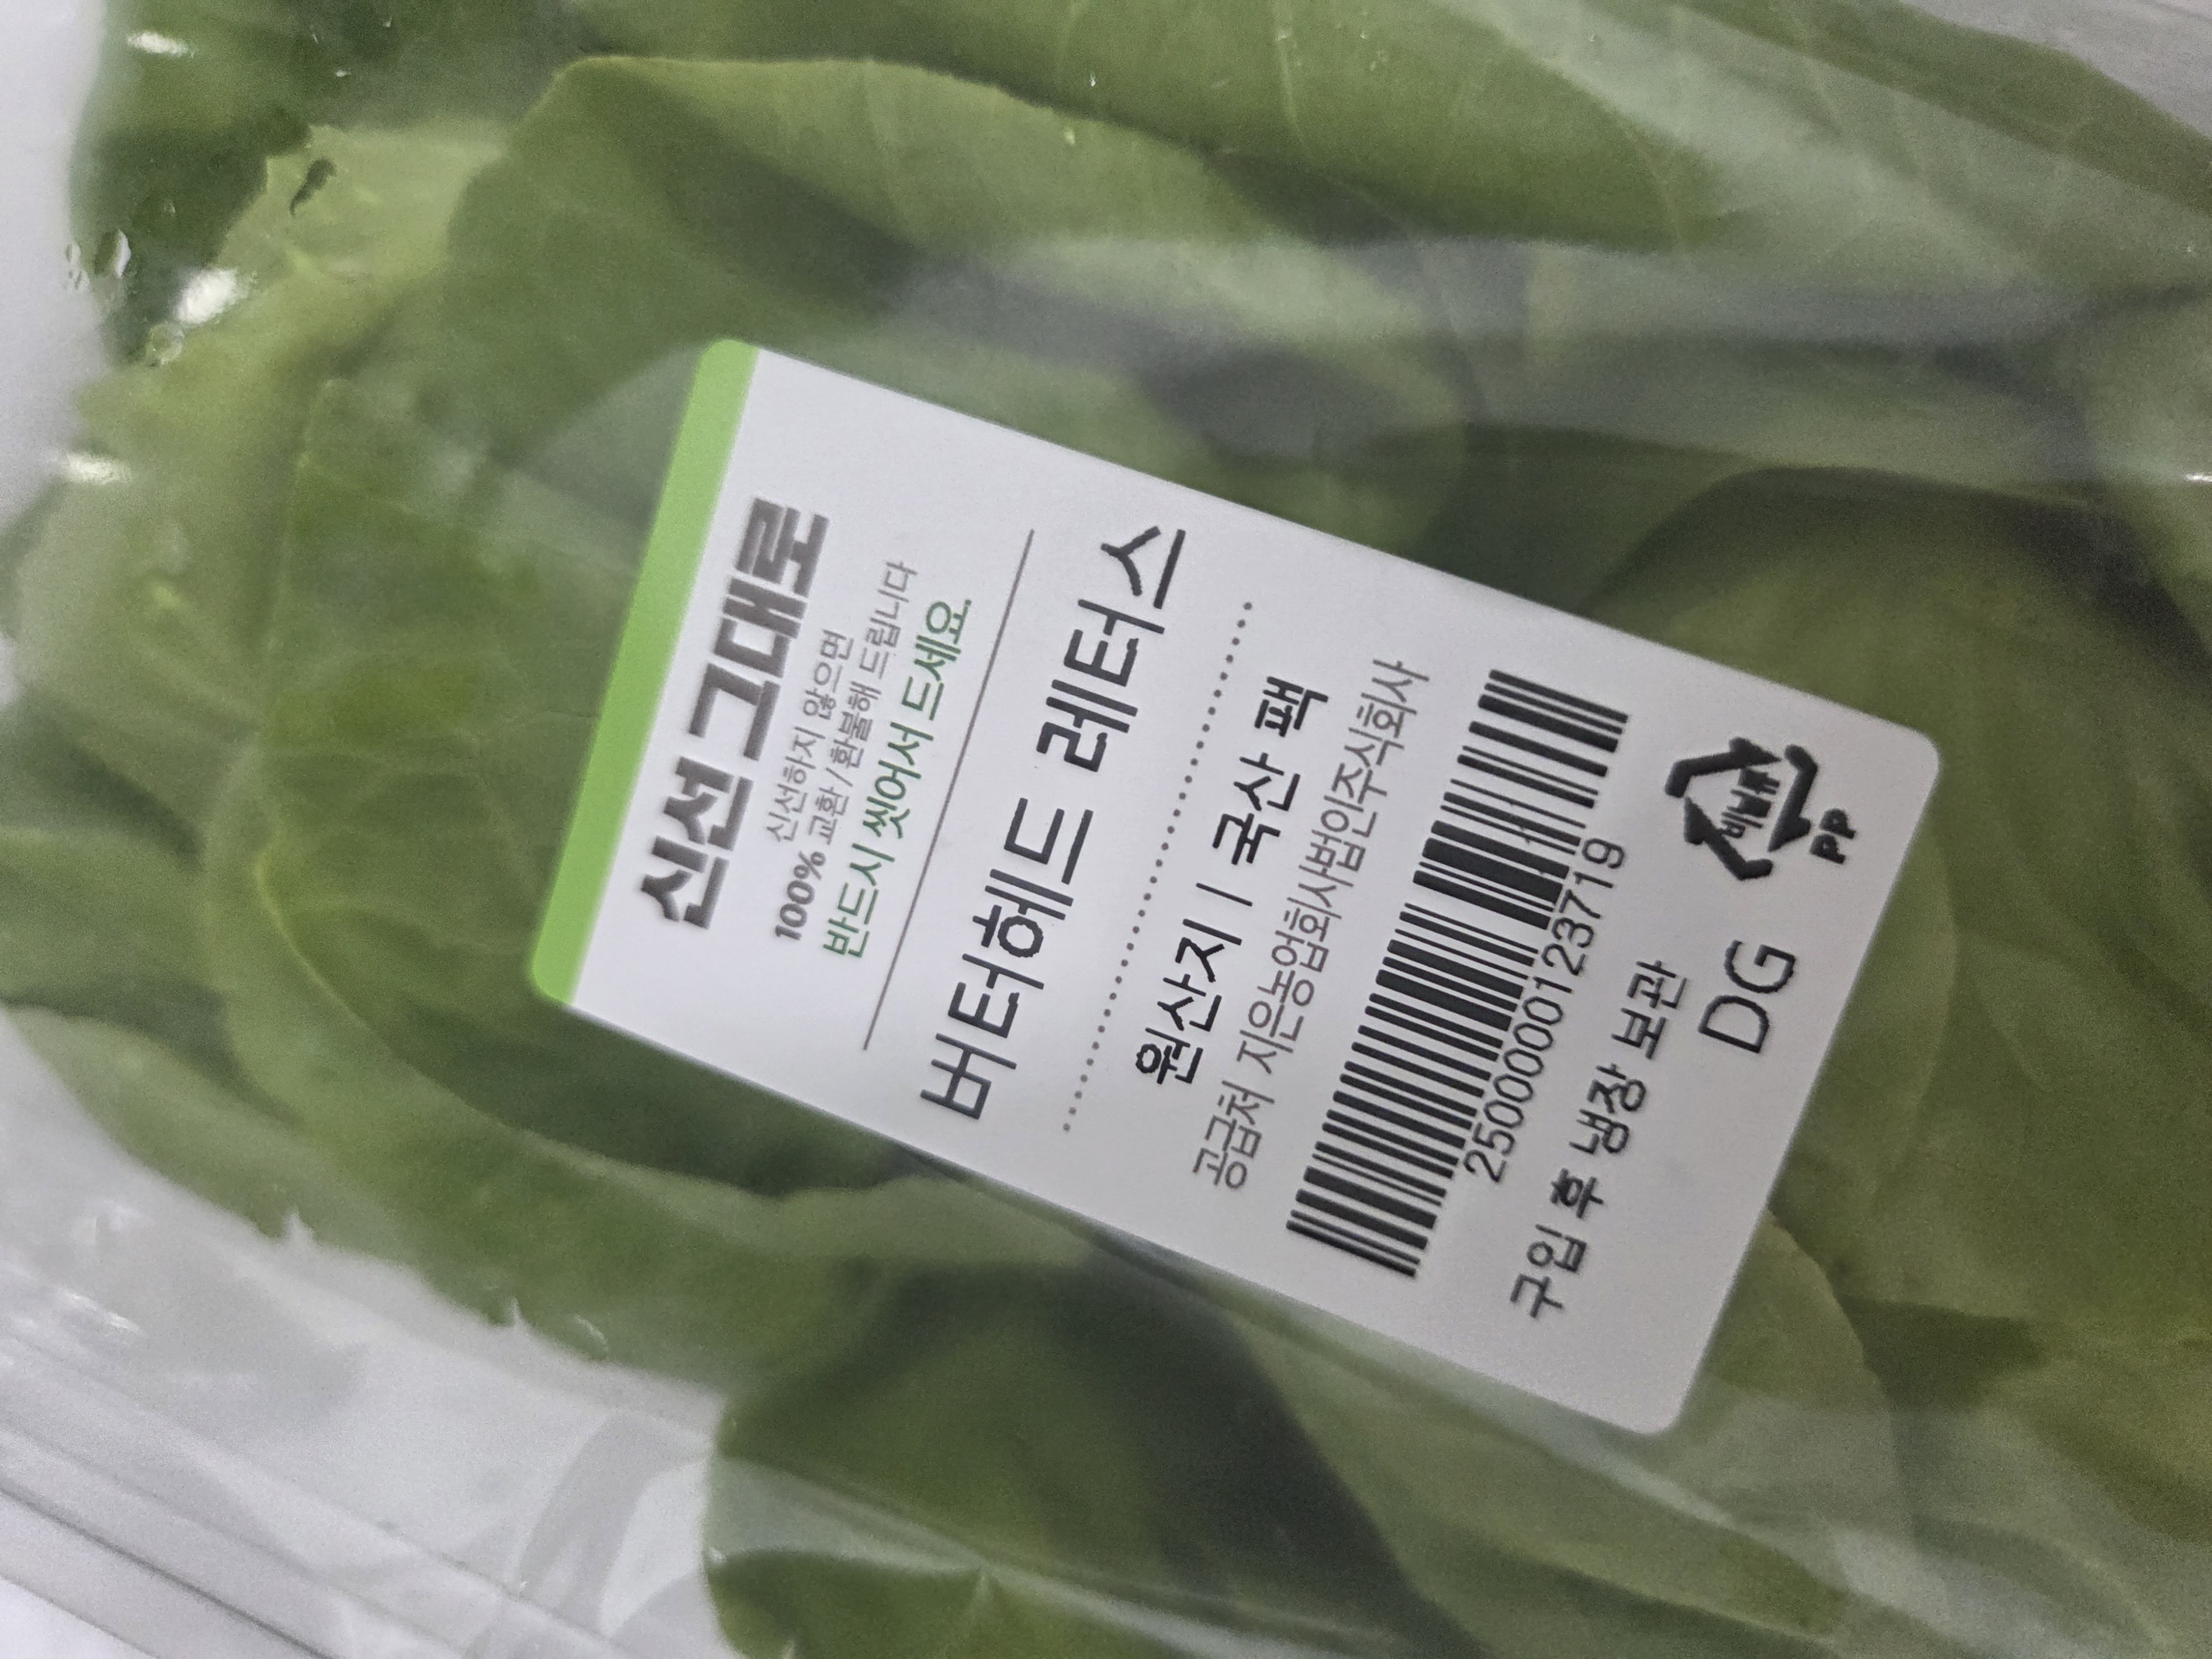 신선 그대로
신선하지 않으면
100% 교환/환불해 드립니다
반드시 씻어서 드세요.
버터헤드 레터스
원산지 | 국산 팩
공급처 지은농업회사법인주식회사
2500000123719
구입 후 냉장 보관
비닐류
PP
DG